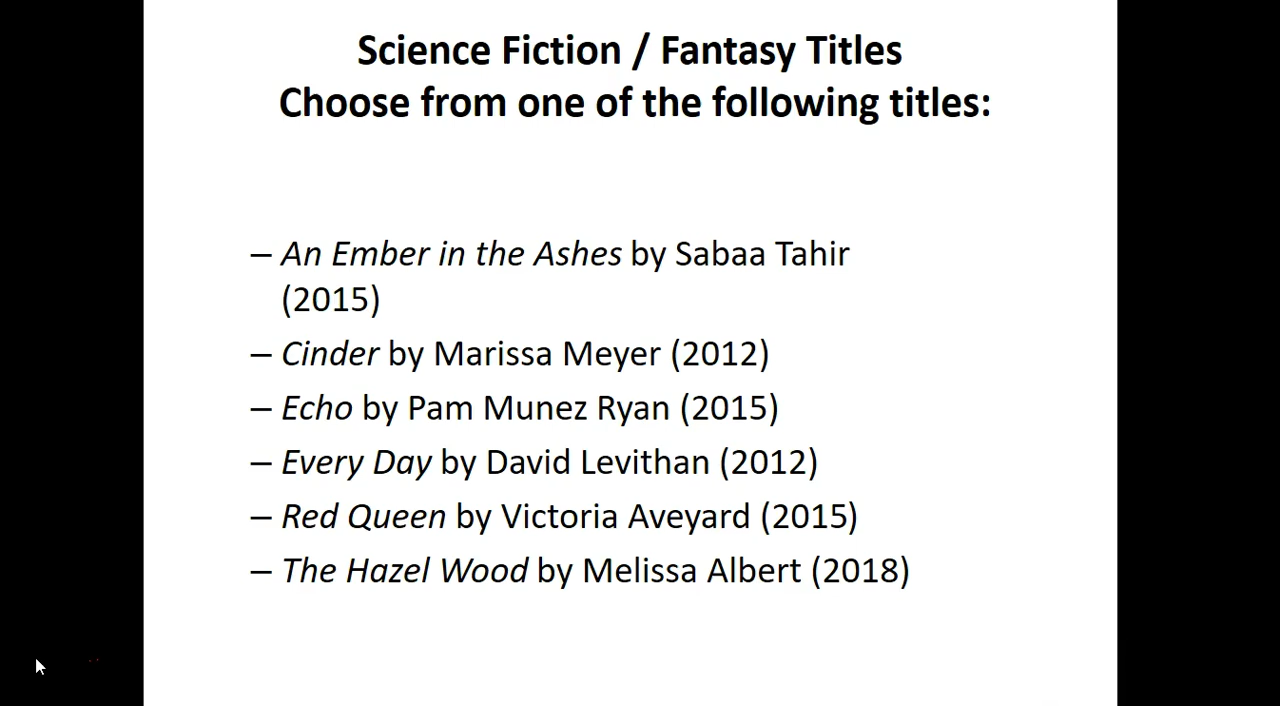 Science Fiction / Fantasy Titles
Choose from one of the following titles:
– An Ember in the Ashes by Sabaa Tahir
(2015)
– Cinder by Marissa Meyer (2012)
– Echo by Pam Munez Ryan (2015)
– Every Day by David Levithan (2012)
– Red Queen by Victoria Aveyard (2015)
– The Hazel Wood by Melissa Albert (2018)